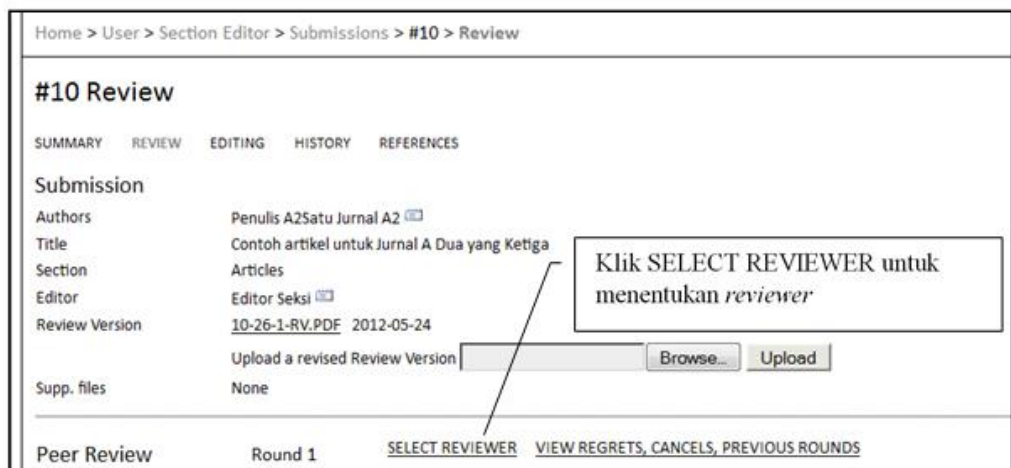 Home > User > Section Editor > Submissions > #10 > Review
#10 Review
SUMMARY REVIEW EDITING HISTORY REFERENCES
Submission
Authors Penulis A2Satu Jurnal A2
Title Contoh artikel untuk Jurnal A Dua yang Ketiga
Section Articles
Editor Editor Seksi
Review Version 10-26-1-RV.PDF 2012-05-24
Upload a revised Review Version Browse... Upload
Supp. files None
Klik SELECT REVIEWER untuk
menentukan reviewer
Peer Review Round 1 SELECT REVIEWER VIEW REGRETS, CANCELS, PREVIOUS ROUNDS